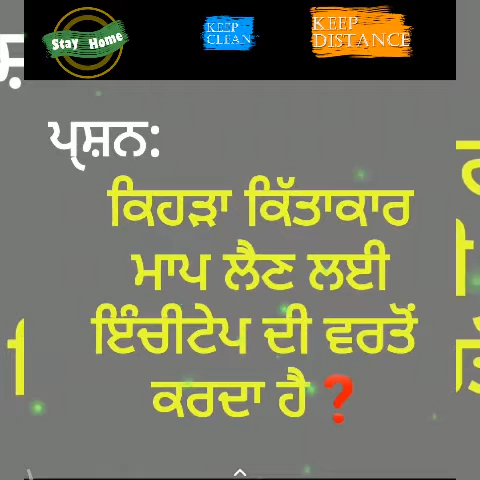 Stay Home
KEEP
CLEAN
KEEP
DISTANCE
ਪ੍ਰਸ਼ਨ:
ਕਿਹੜਾ ਕਿੱਤਾਕਾਰ
ਮਾਪ ਲੈਣ ਲਈ
ਇੰਚੀਟੇਪ ਦੀ ਵਰਤੋਂ
ਕਰਦਾ ਹੈ❓